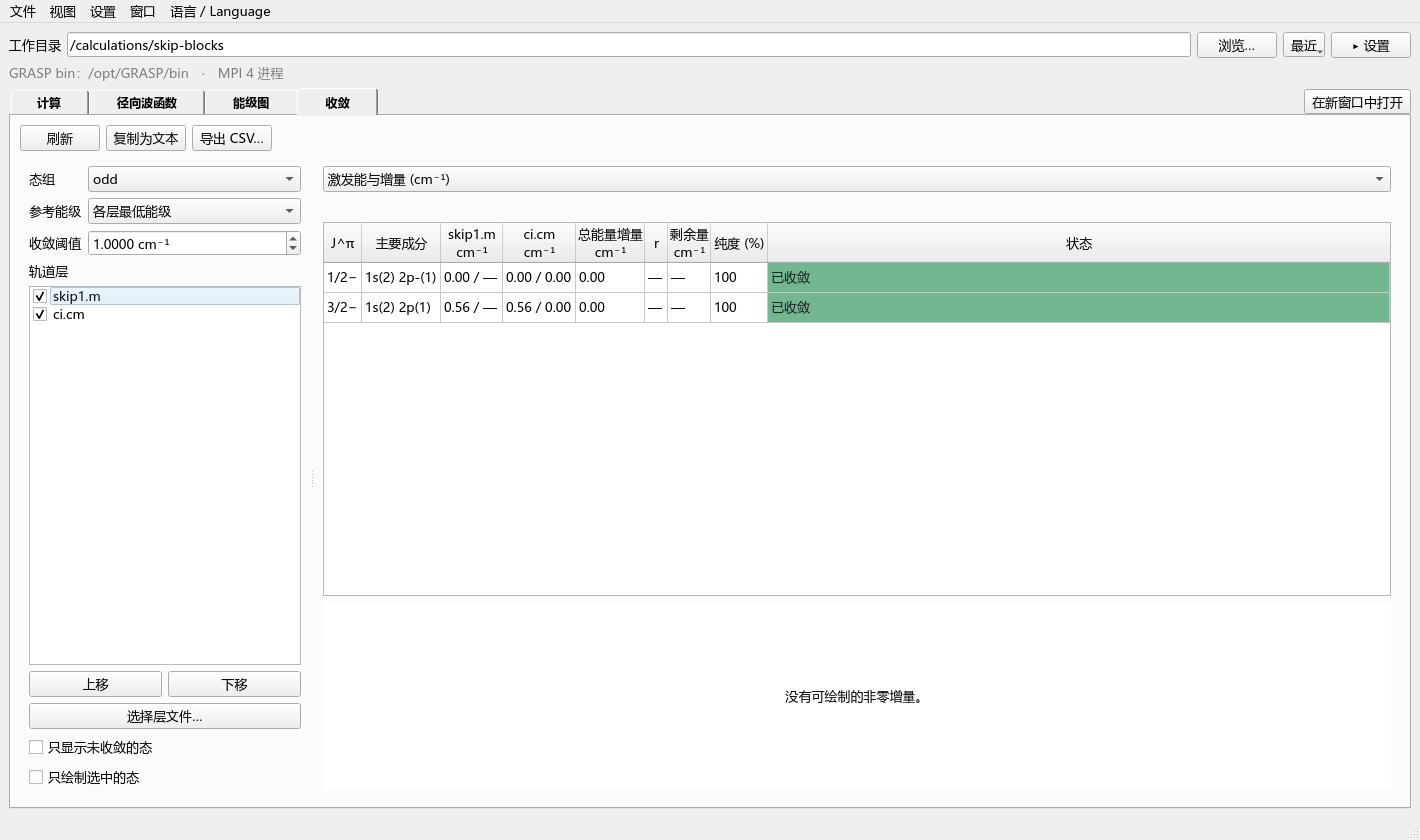 文件 视图 设置 窗口 语言 / Language
工作目录 /calculations/skip-blocks 浏览... 最近 ▸ 设置
GRASP bin: /opt/GRASP/bin · MPI 4 进程
计算 径向波函数 能级图 收敛 在新窗口中打开
刷新 复制为文本 导出 CSV...
态组 odd
参考能级 各层最低能级
收敛阈值 1.0000 cm⁻¹
轨道层
skip1.m
ci.cm
上移 下移
选择层文件...
只显示未收敛的态
只绘制选中的态
激发能与增量 (cm⁻¹)
J^π 主要成分 skip1.m cm⁻¹ ci.cm cm⁻¹ 总能量增量 cm⁻¹ r 剩余量 cm⁻¹ 纯度 (%) 状态
1/2− 1s(2) 2p-(1) 0.00 / — 0.00 / 0.00 0.00 — — 100 已收敛
3/2− 1s(2) 2p(1) 0.56 / — 0.56 / 0.00 0.00 — — 100 已收敛
没有可绘制的非零增量。